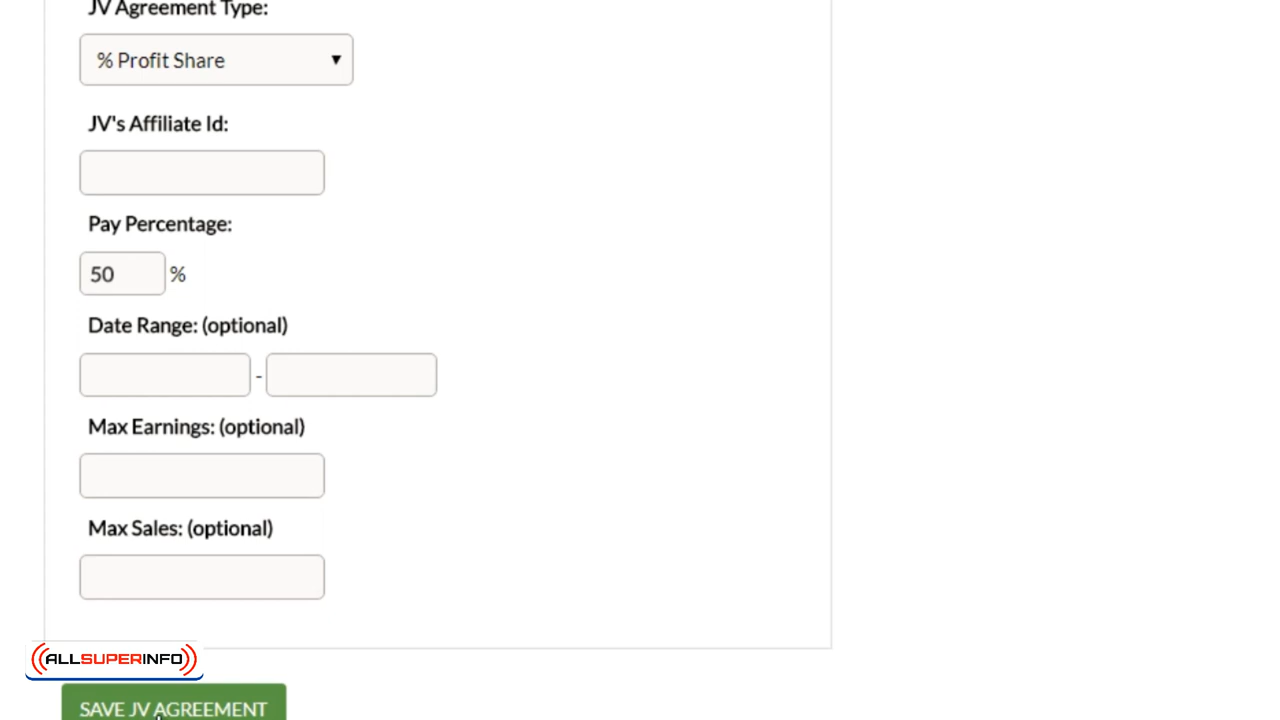 JV Agreement Type:
% Profit Share
JV's Affiliate Id:
Pay Percentage:
50 %
Date Range: (optional)
-
Max Earnings: (optional)
Max Sales: (optional)
ALLSUPERINFO
SAVE JV AGREEMENT